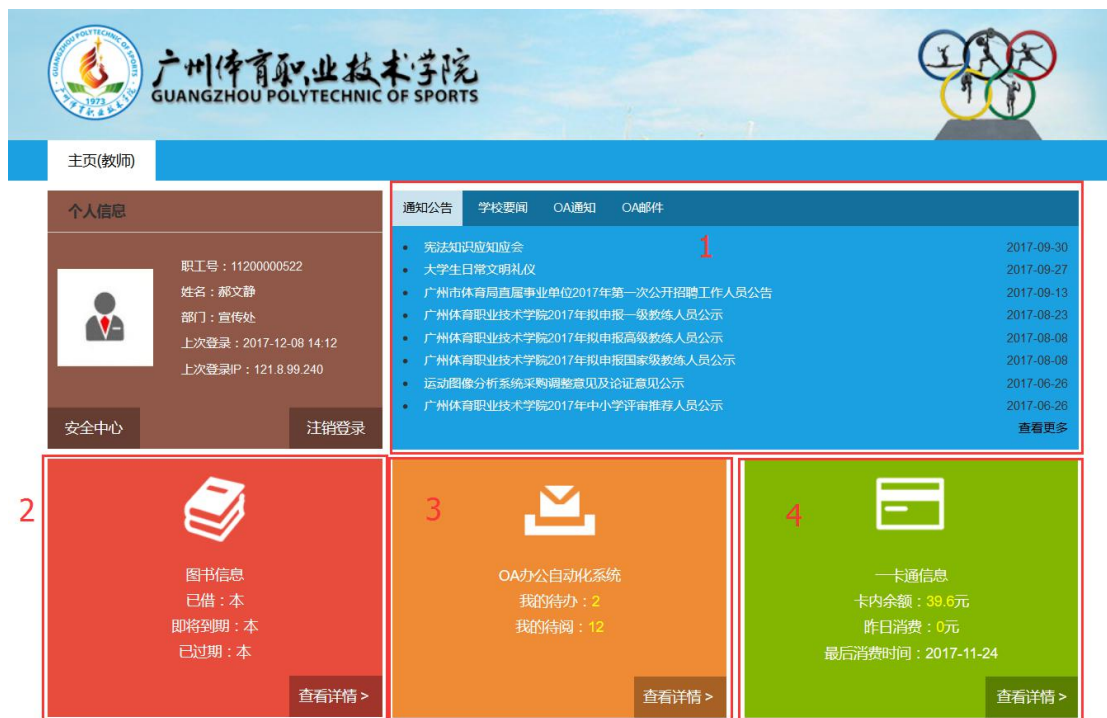 GUANGZHOU POLYTECHNIC OF SPORTS
广州体育职业技术学院
1973
广州体育职业技术学院
GUANGZHOU POLYTECHNIC OF SPORTS
主页(教师)
个人信息
职工号：11200000522
姓名：郝文静
部门：宣传处
上次登录：2017-12-08 14:12
上次登录IP：121.8.99.240
安全中心
注销登录
通知公告 学校要闻 OA通知 OA邮件
1
宪法知识应知应会 2017-09-30
大学生日常文明礼仪 2017-09-27
广州市体育局直属事业单位2017年第一次公开招聘工作人员公告 2017-09-13
广州体育职业技术学院2017年拟申报一级教练人员公示 2017-08-23
广州体育职业技术学院2017年拟申报高级教练人员公示 2017-08-08
广州体育职业技术学院2017年拟申报国家级教练人员公示 2017-08-08
运动图像分析系统采购调整意见及论证意见公示 2017-06-26
广州体育职业技术学院2017年中小学评审推荐人员公示 2017-06-26
查看更多
2
图书信息
已借：本
即将到期：本
已过期：本
查看详情 >
3
OA办公自动化系统
我的待办：2
我的待阅：12
查看详情 >
4
一卡通信息
卡内余额：39.6元
昨日消费：0元
最后消费时间：2017-11-24
查看详情 >